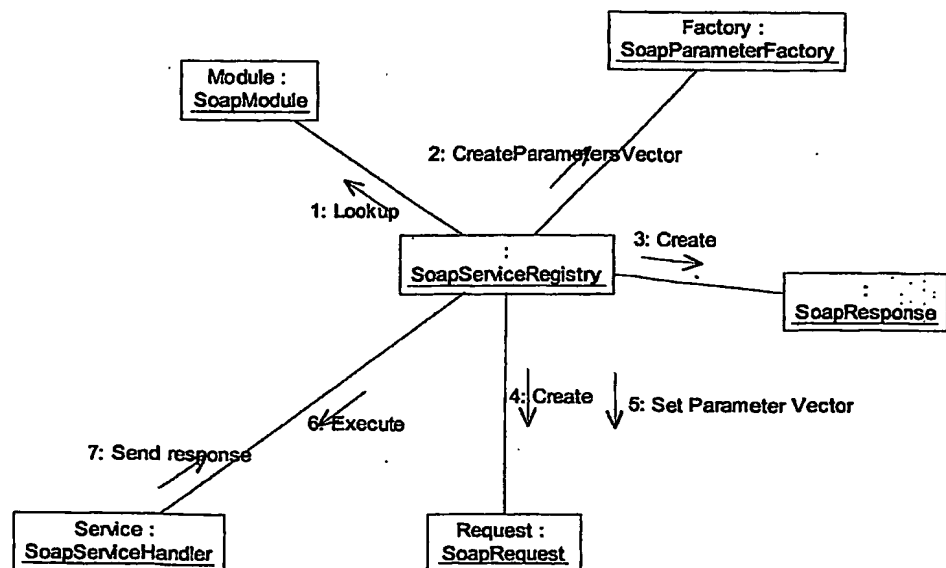 Factory :
SoapParameterFactory
Module :
SoapModule
2: CreateParametersVector
1: Lookup
:
SoapServiceRegistry
3: Create
:
SoapResponse
4: Create
5: Set Parameter Vector
6: Execute
7: Send response
Service :
SoapServiceHandler
Request :
SoapRequest